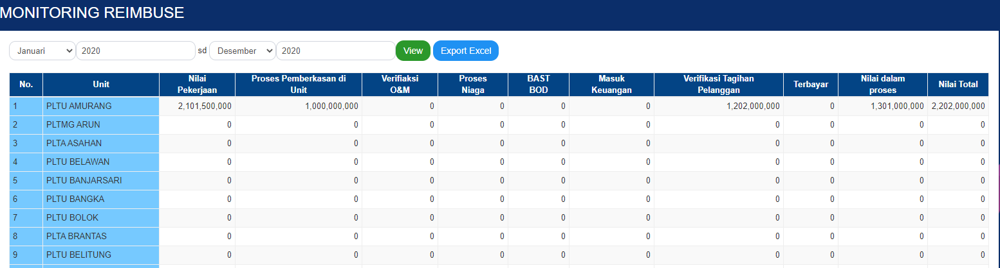 MONITORING REIMBUSE
Januari 2020 sd Desember 2020 View Export Excel
No. Unit Nilai Pekerjaan Proses Pemberkasan di Unit Verifiaksi O&M Proses Niaga BAST BOD Masuk Keuangan Verifikasi Tagihan Pelanggan Terbayar Nilai dalam proses Nilai Total
1 PLTU AMURANG 2,101,500,000 1,000,000,000 0 0 0 0 1,202,000,000 0 1,301,000,000 2,202,000,000
2 PLTMG ARUN 0 0 0 0 0 0 0 0 0 0
3 PLTA ASAHAN 0 0 0 0 0 0 0 0 0 0
4 PLTU BELAWAN 0 0 0 0 0 0 0 0 0 0
5 PLTU BANJARSARI 0 0 0 0 0 0 0 0 0 0
6 PLTU BANGKA 0 0 0 0 0 0 0 0 0 0
7 PLTU BOLOK 0 0 0 0 0 0 0 0 0 0
8 PLTA BRANTAS 0 0 0 0 0 0 0 0 0 0
9 PLTU BELITUNG 0 0 0 0 0 0 0 0 0 0